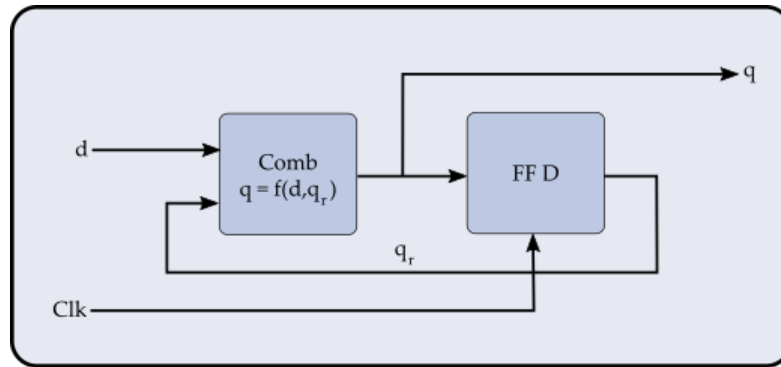 q
d
Comb
q = f(d,qᵣ)
FF D
qᵣ
Clk